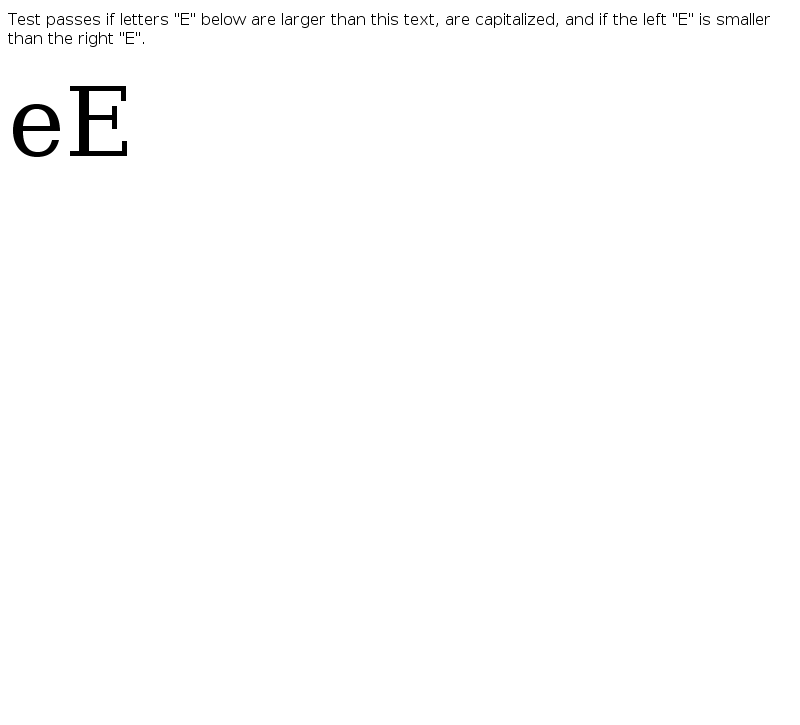 Test passes if letters "E" below are larger than this text, are capitalized, and if the left "E" is smaller
than the right "E".
eE